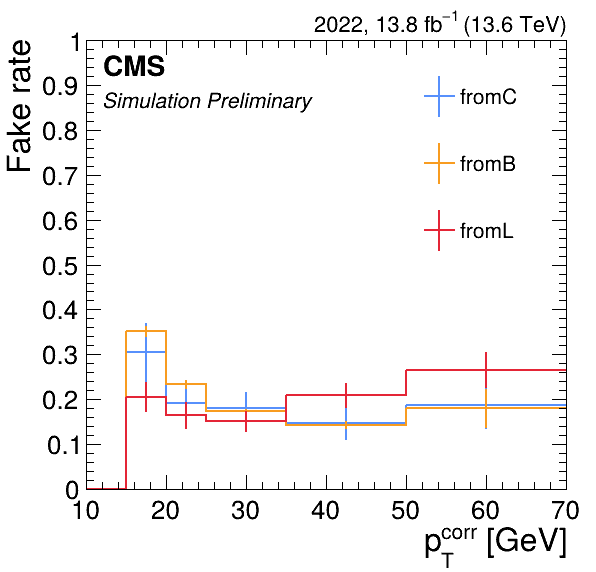 2022, 13.8 fb⁻¹ (13.6 TeV)
CMS
Simulation Preliminary
fromC
fromB
fromL
Fake rate
1
0.9
0.8
0.7
0.6
0.5
0.4
0.3
0.2
0.1
0
10 20 30 40 50 60 70
p_T^corr [GeV]